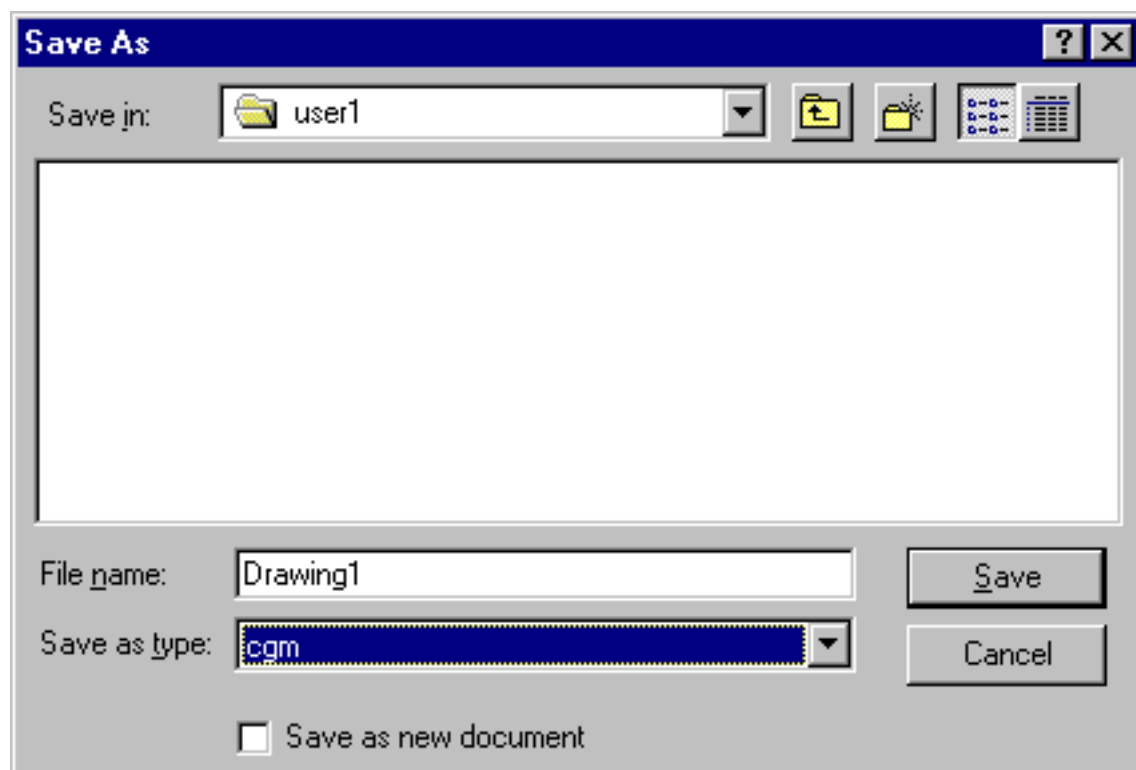 Save As
Save in: user1
File name: Drawing1 Save
Save as type: cgm Cancel
Save as new document